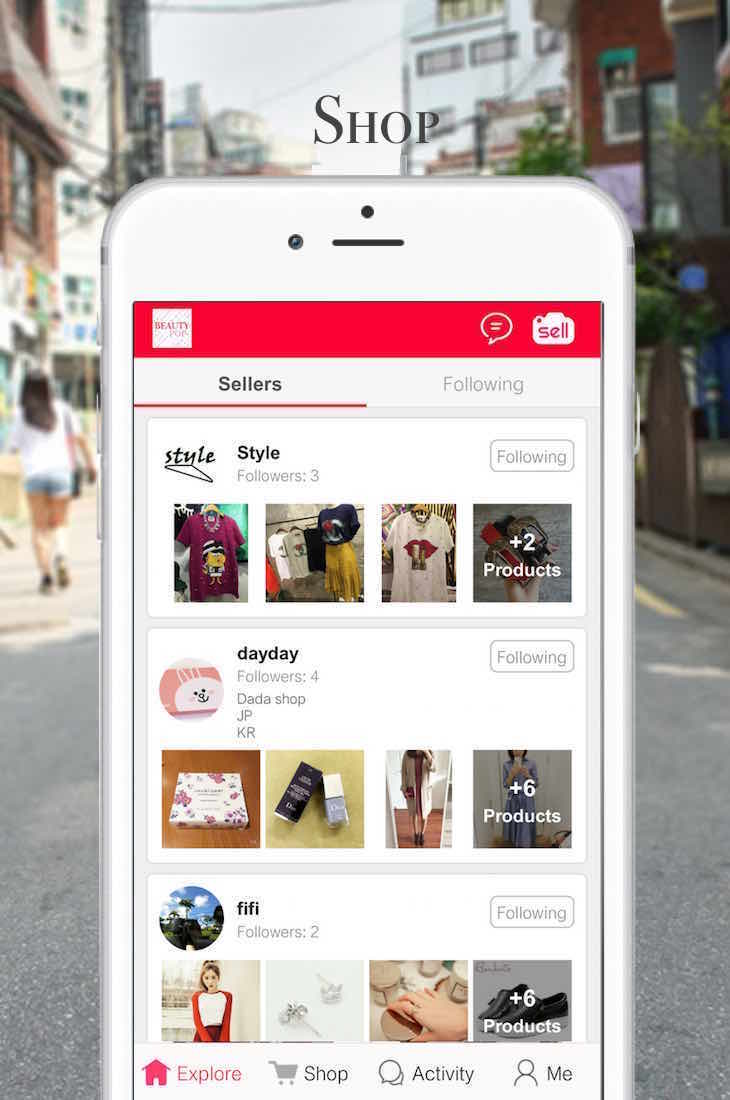 SHOP
BEAUTY
POP
sell
Sellers
Following
style
Style
Followers: 3
Following
+2
Products
dayday
Followers: 4
Following
Dada shop
JP
KR
Dior
+6
Products
fifi
Followers: 2
Following
+6
Products
Explore
Shop
Activity
Me